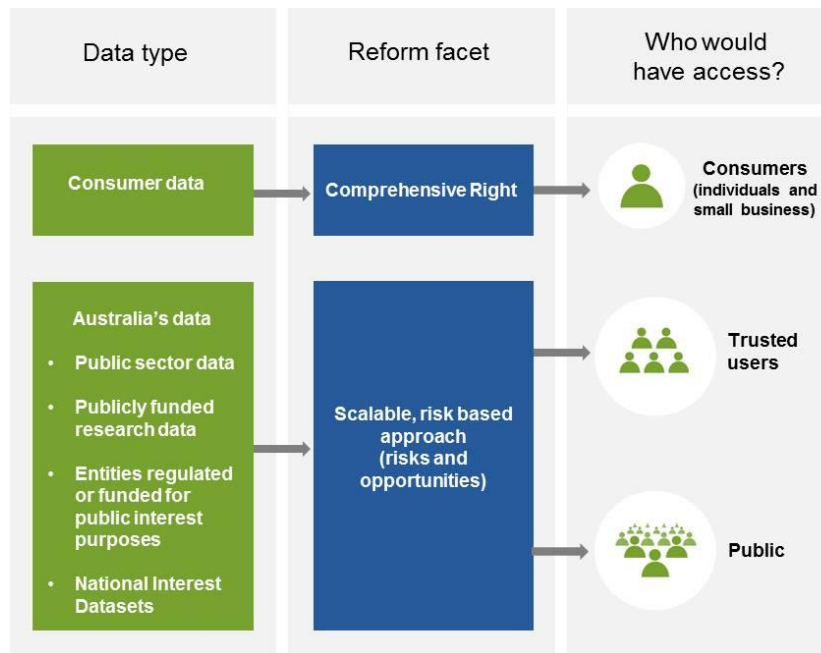 Data type
Reform facet
Who would
have access?
Consumer data
Comprehensive Right
Consumers
(individuals and
small business)
Australia's data
• Public sector data
• Publicly funded
research data
• Entities regulated
or funded for
public interest
purposes
• National Interest
Datasets
Scalable, risk based
approach
(risks and
opportunities)
Trusted
users
Public